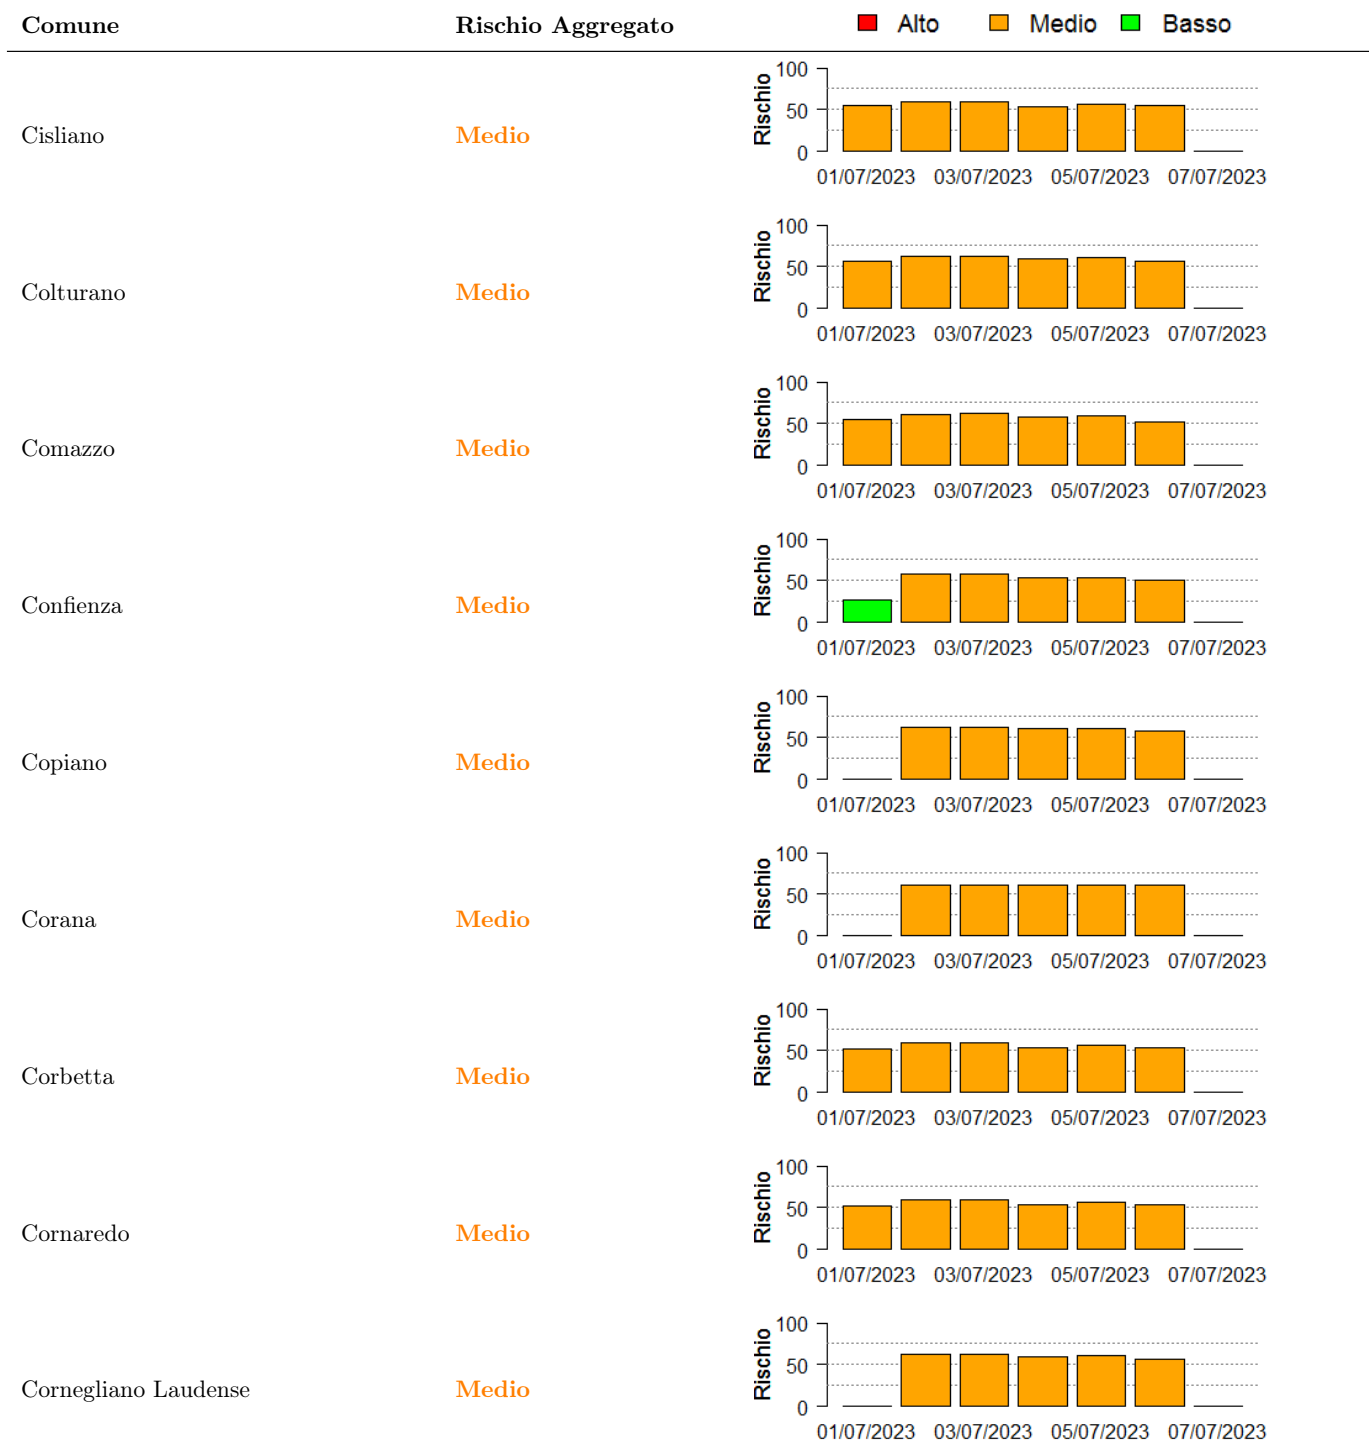 Comune Rischio Aggregato Alto Medio Basso
Cisliano Medio Rischio 100 50 0
01/07/2023 03/07/2023 05/07/2023 07/07/2023
Colturano Medio Rischio 100 50 0
01/07/2023 03/07/2023 05/07/2023 07/07/2023
Comazzo Medio Rischio 100 50 0
01/07/2023 03/07/2023 05/07/2023 07/07/2023
Confienza Medio Rischio 100 50 0
01/07/2023 03/07/2023 05/07/2023 07/07/2023
Copiano Medio Rischio 100 50 0
01/07/2023 03/07/2023 05/07/2023 07/07/2023
Corana Medio Rischio 100 50 0
01/07/2023 03/07/2023 05/07/2023 07/07/2023
Corbetta Medio Rischio 100 50 0
01/07/2023 03/07/2023 05/07/2023 07/07/2023
Cornaredo Medio Rischio 100 50 0
01/07/2023 03/07/2023 05/07/2023 07/07/2023
Cornegliano Laudense Medio Rischio 100 50 0
01/07/2023 03/07/2023 05/07/2023 07/07/2023